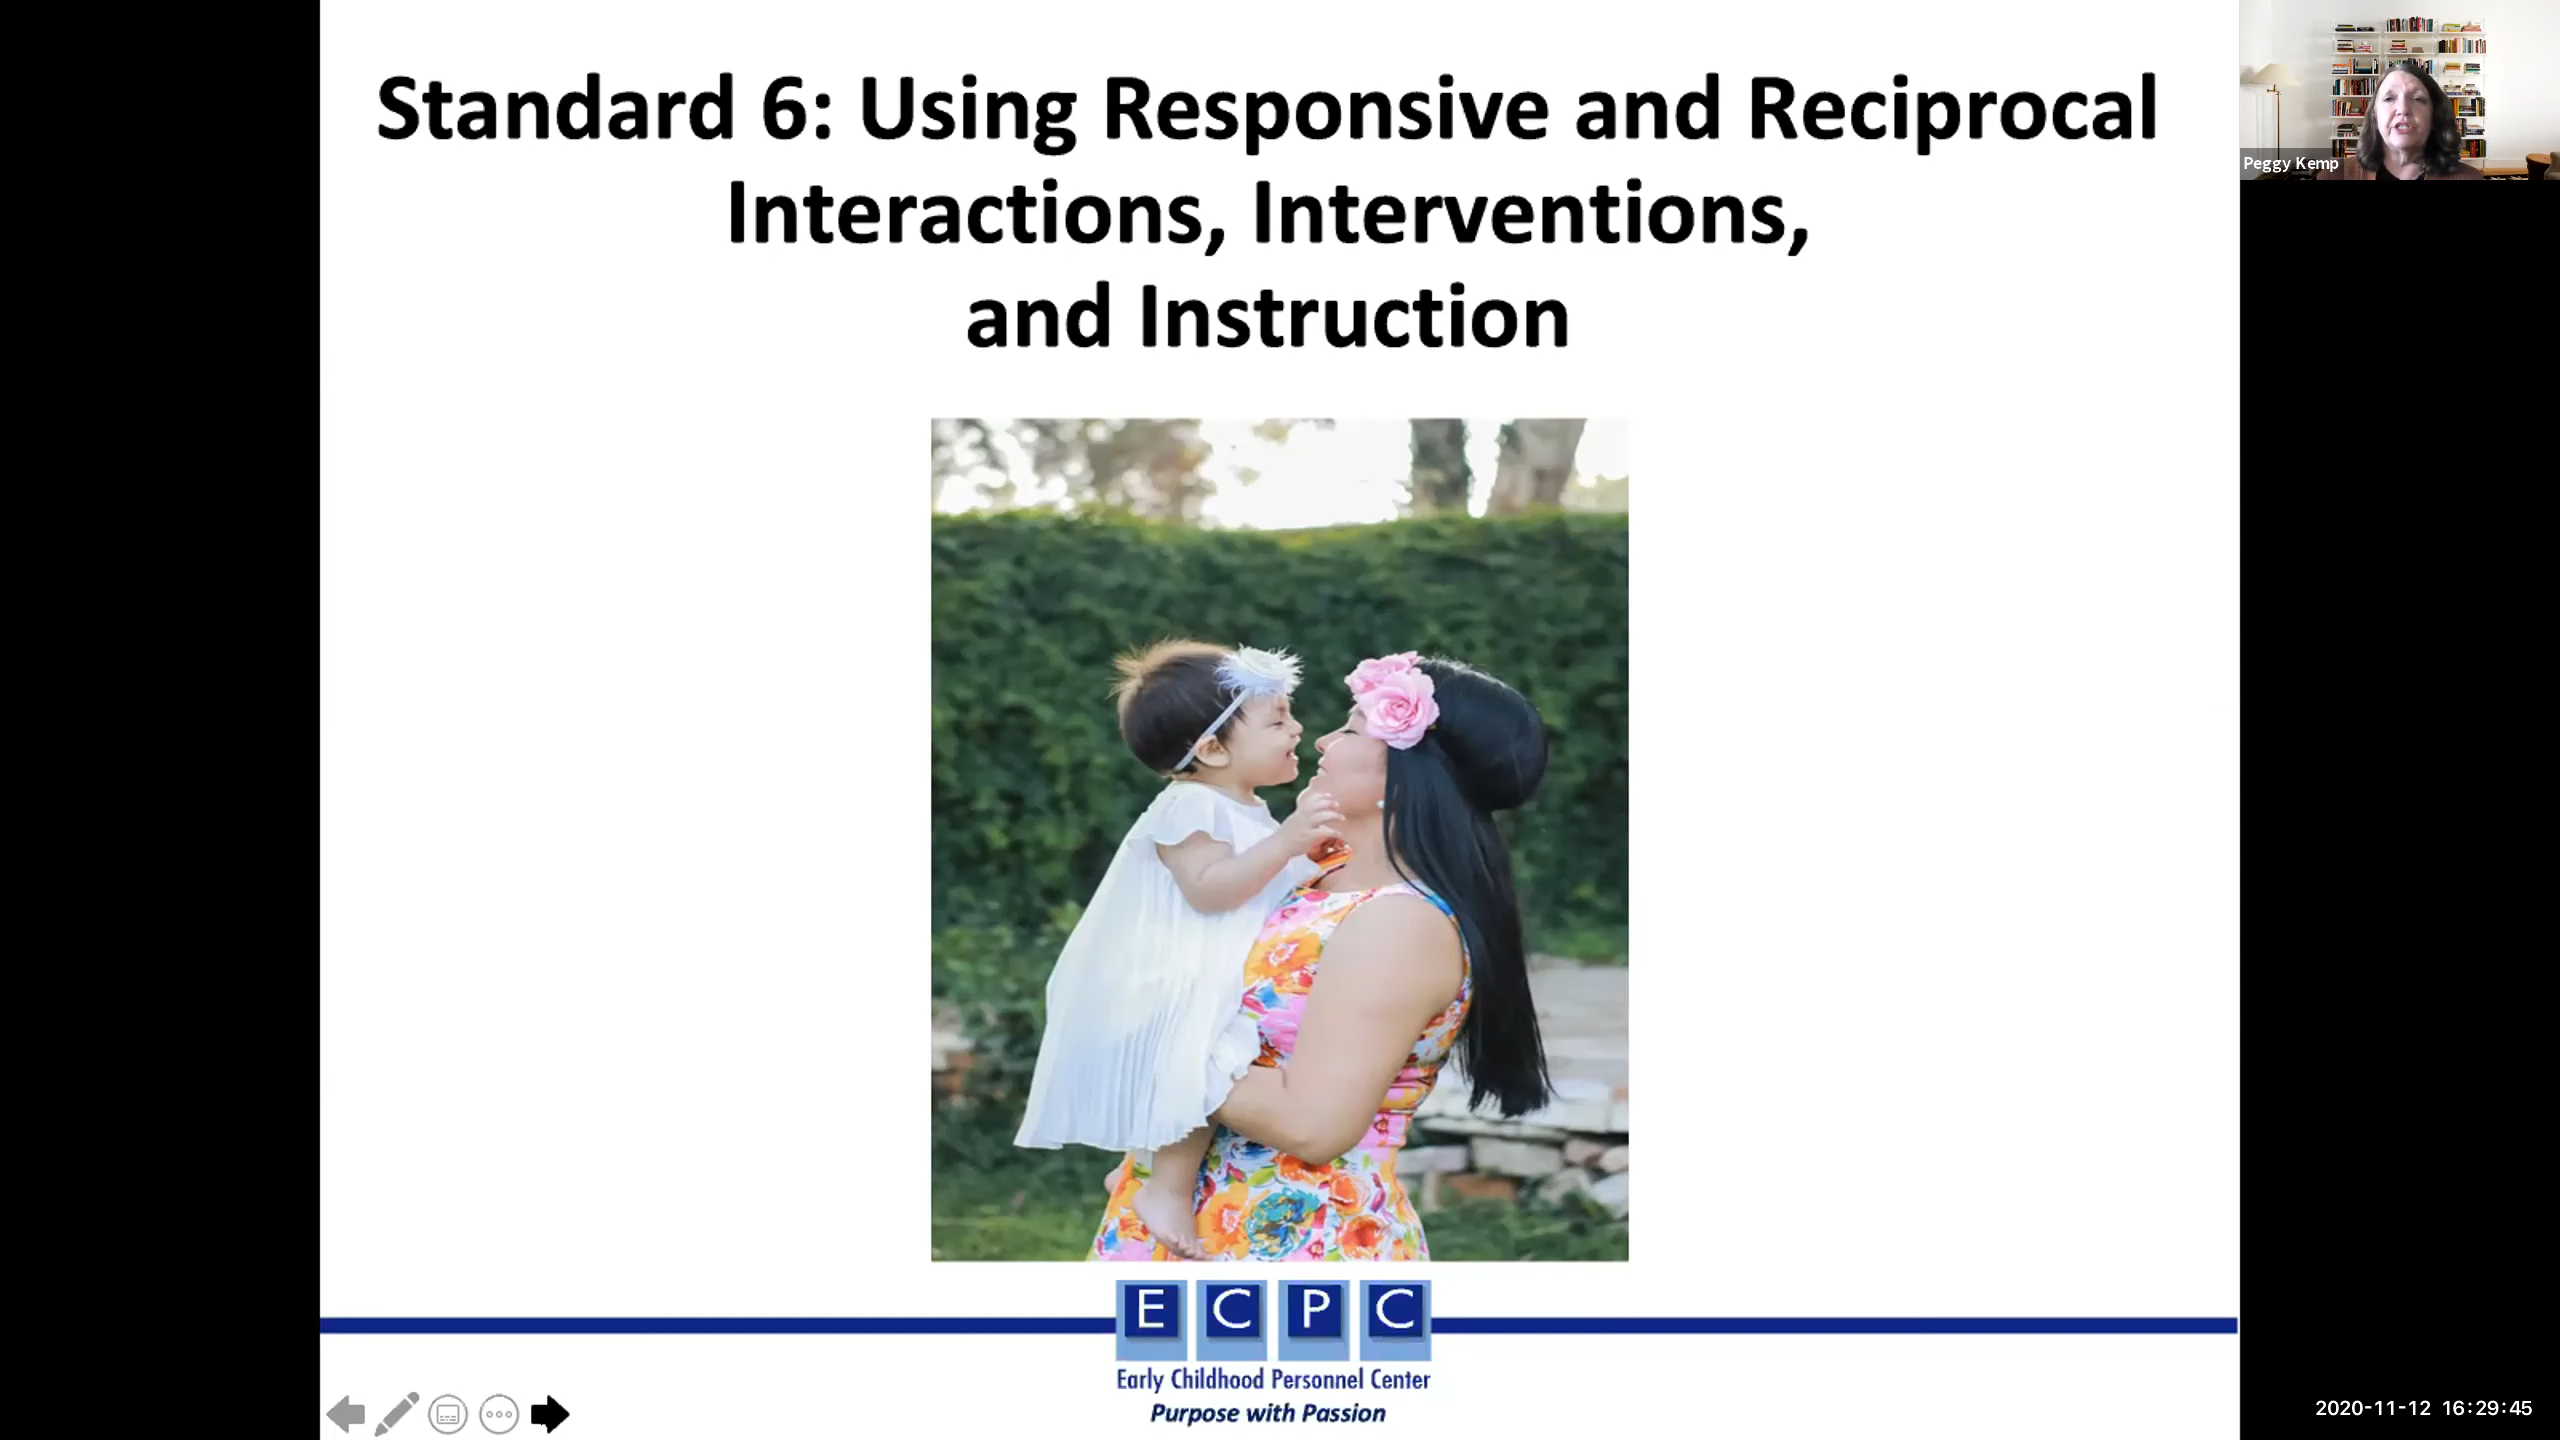 Standard 6: Using Responsive and Reciprocal
Interactions, Interventions,
and Instruction
Peggy Kemp
E C P C
Early Childhood Personnel Center
Purpose with Passion
2020-11-12 16:29:45